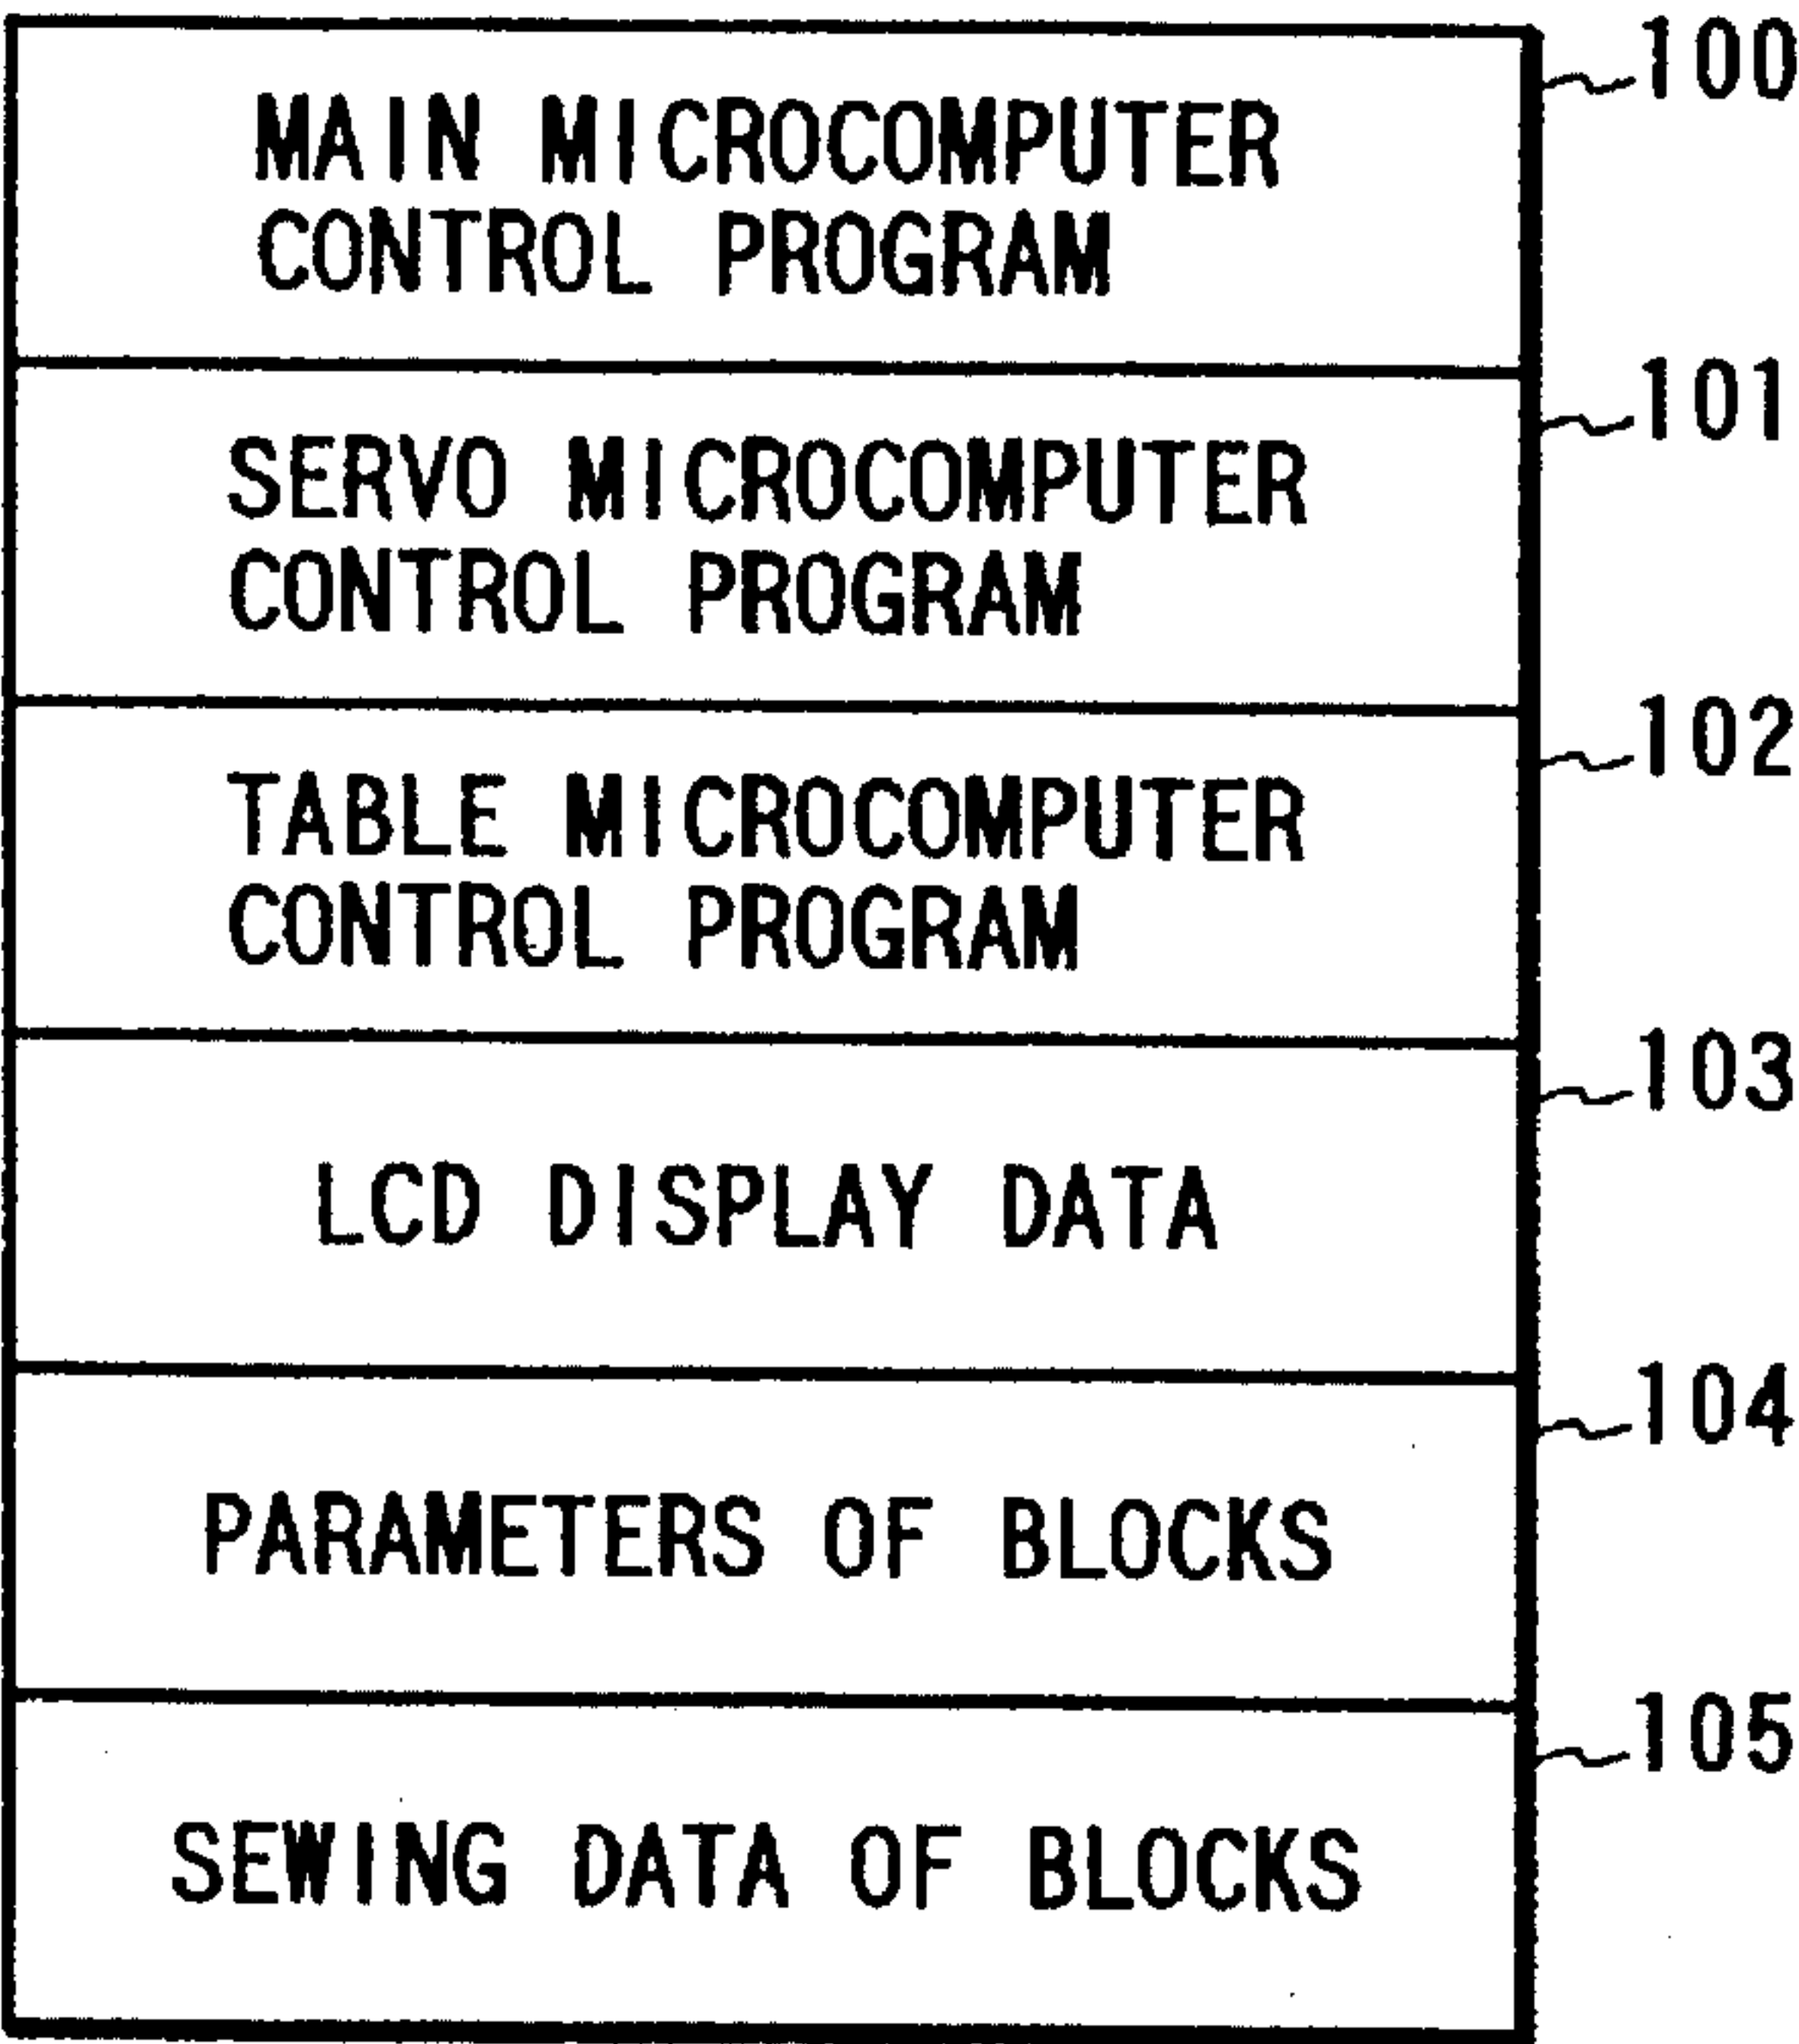 100
MAIN MICROCOMPUTER
CONTROL PROGRAM
101
SERVO MICROCOMPUTER
CONTROL PROGRAM
102
TABLE MICROCOMPUTER
CONTROL PROGRAM
103
LCD DISPLAY DATA
104
PARAMETERS OF BLOCKS
105
SEWING DATA OF BLOCKS